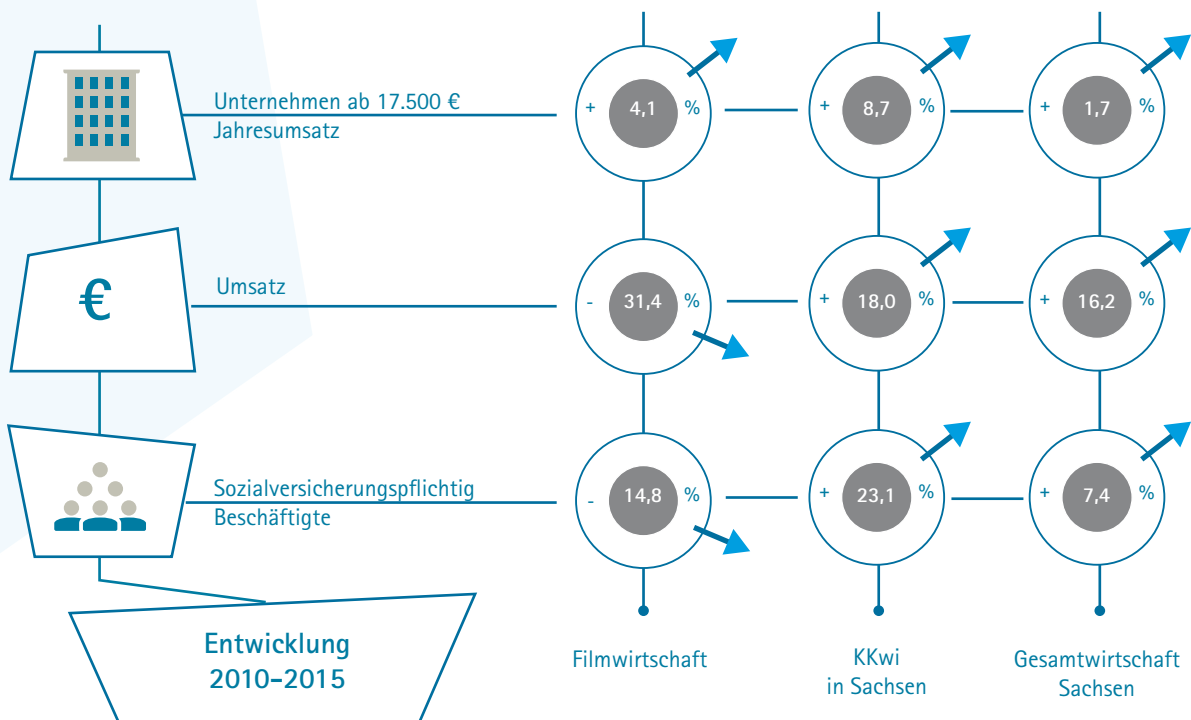 Unternehmen ab 17.500 €
Jahresumsatz
+ 4,1 %
+ 8,7 %
+ 1,7 %
€
Umsatz
- 31,4 %
+ 18,0 %
+ 16,2 %
Sozialversicherungspflichtig
Beschäftigte
- 14,8 %
+ 23,1 %
+ 7,4 %
Entwicklung
2010-2015
Filmwirtschaft
KKwi
in Sachsen
Gesamtwirtschaft
Sachsen